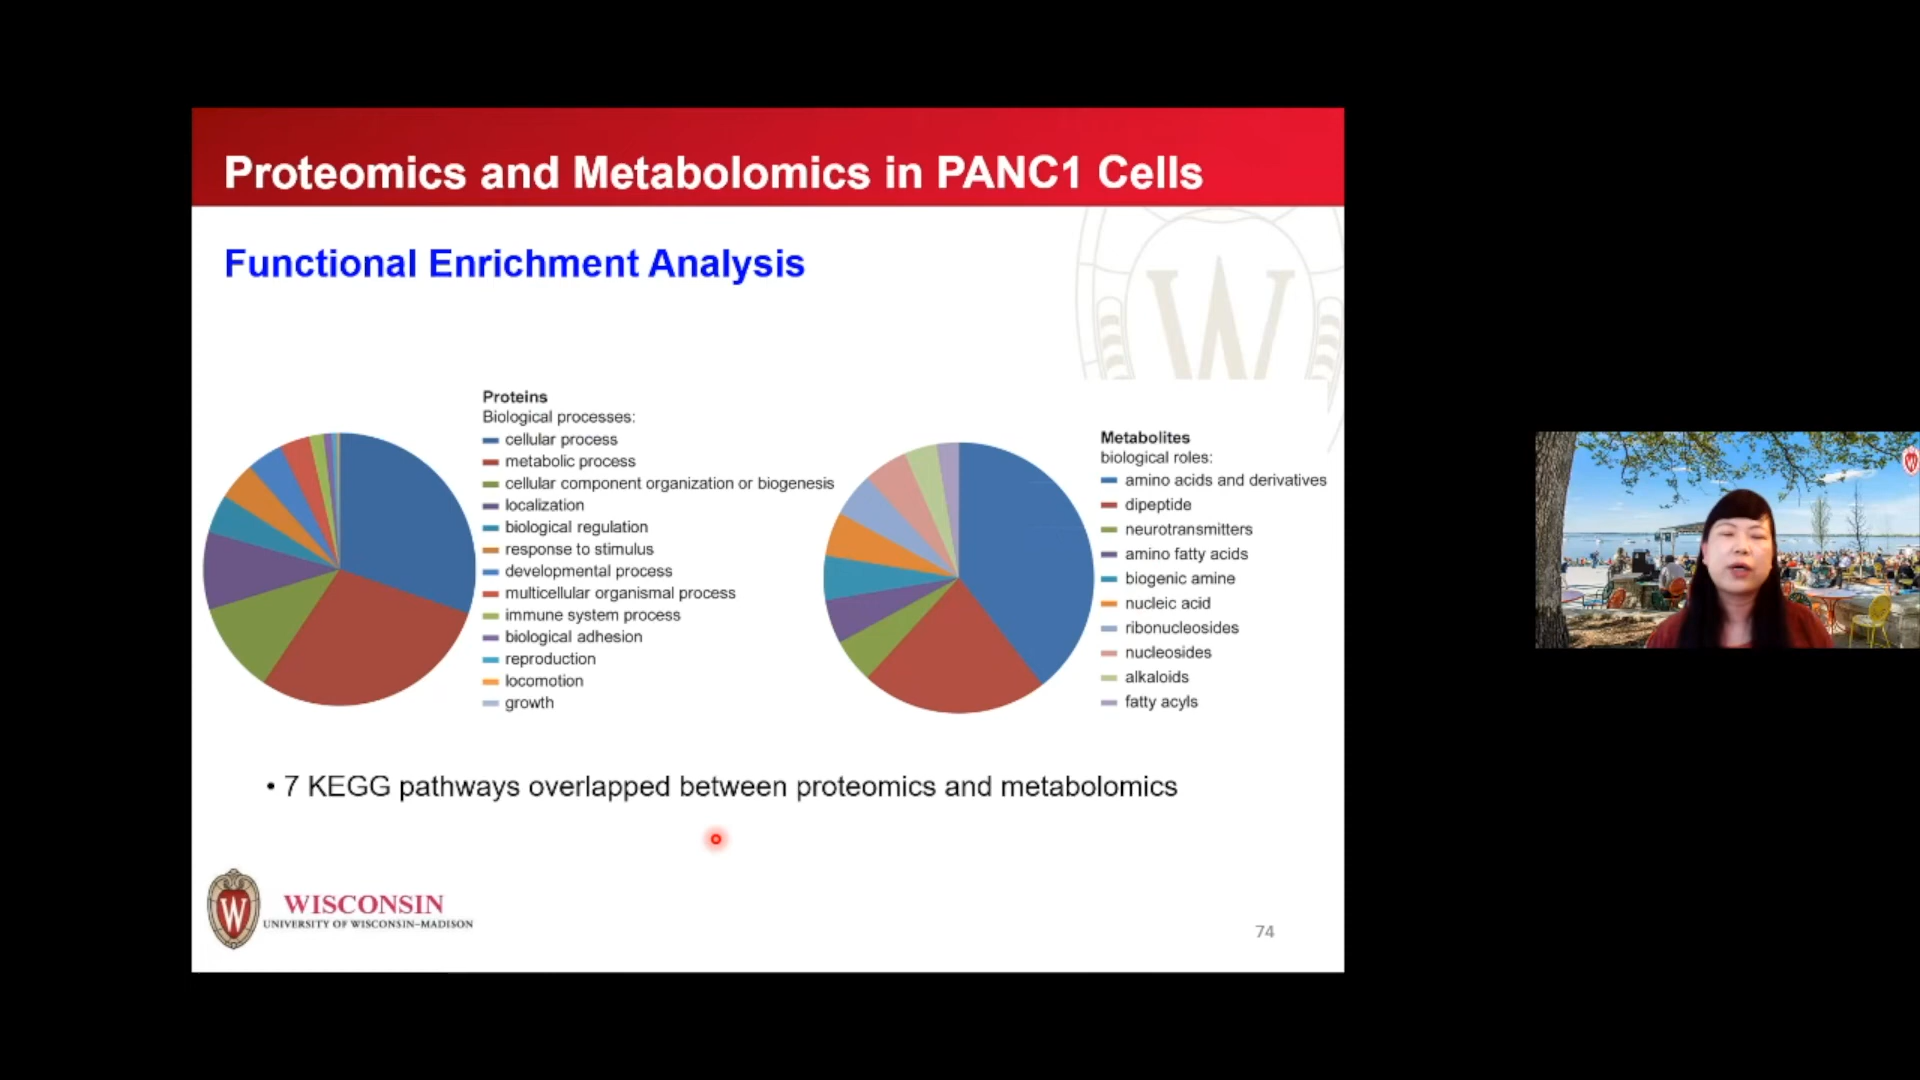 Proteomics and Metabolomics in PANC1 Cells
Functional Enrichment Analysis
Proteins
Biological processes:
cellular process
metabolic process
cellular component organization or biogenesis
localization
biological regulation
response to stimulus
developmental process
multicellular organismal process
immune system process
biological adhesion
reproduction
locomotion
growth
Metabolites
biological roles:
amino acids and derivatives
dipeptide
neurotransmitters
amino fatty acids
biogenic amine
nucleic acid
ribonucleosides
nucleosides
alkaloids
fatty acyls
• 7 KEGG pathways overlapped between proteomics and metabolomics
W
WISCONSIN
UNIVERSITY OF WISCONSIN–MADISON
74
W
W